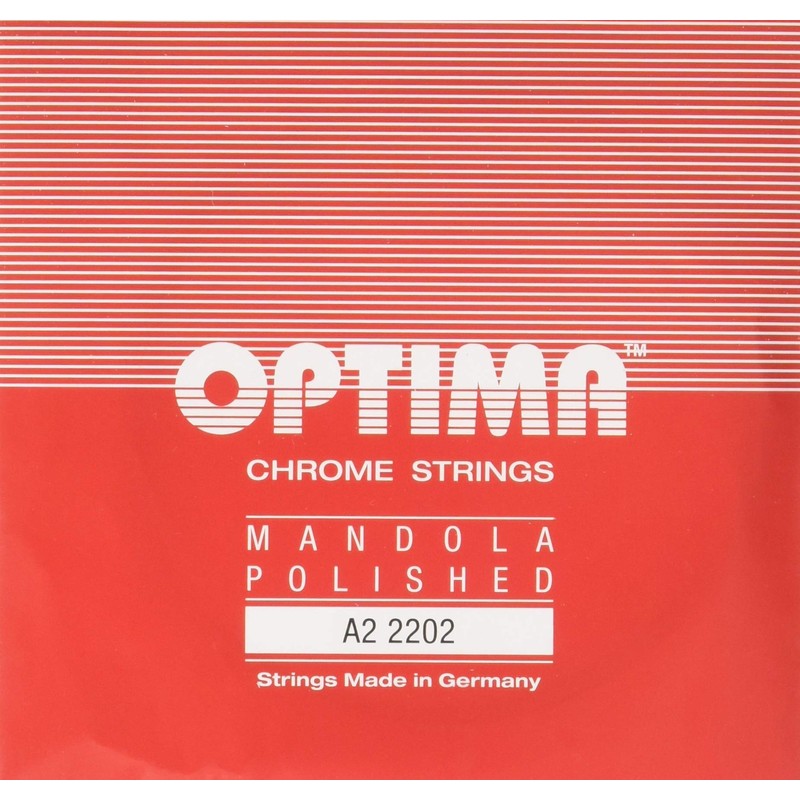 OPTIMA™
CHROME STRINGS
MANDOLA
POLISHED
A2 2202
Strings Made in Germany